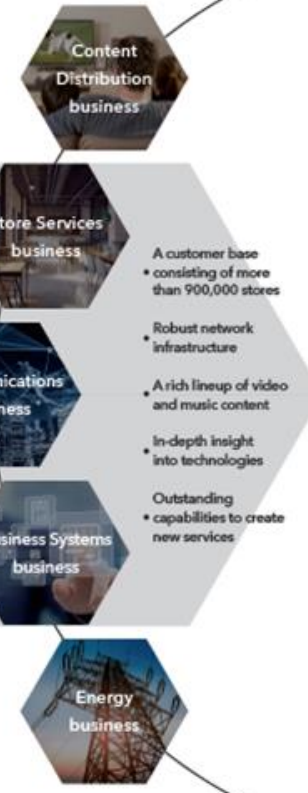 Content
Distribution
business
tore Services
business
A customer base
• consisting of more
than 900,000 stores
Robust network
• infrastructure
nications
ness
A rich lineup of video
• and music content
In-depth insight
• into technologies
Outstanding
• capabilities to create
new services
siness Systems
business
Energy
business